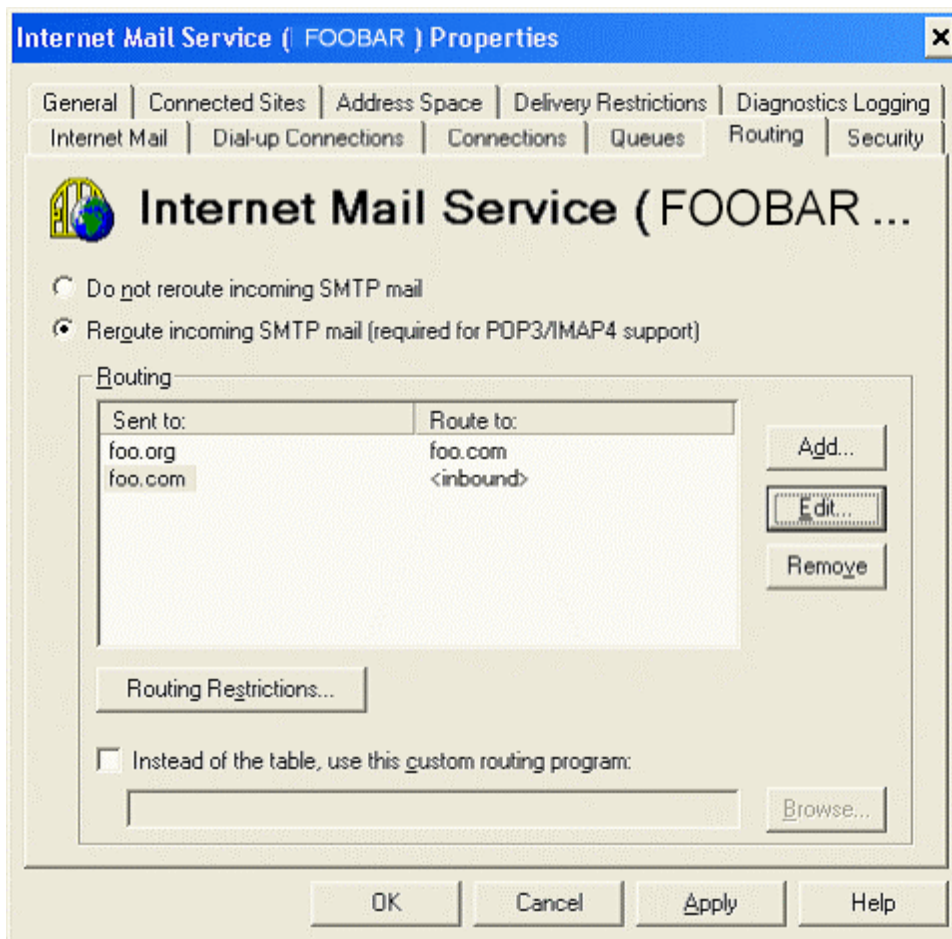 Internet Mail Service ( FOOBAR ) Properties
General Connected Sites Address Space Delivery Restrictions Diagnostics Logging
Internet Mail Dial-up Connections Connections Queues Routing Security
Internet Mail Service (FOOBAR ...
Do not reroute incoming SMTP mail
Reroute incoming SMTP mail (required for POP3/IMAP4 support)
Routing
Sent to: Route to:
foo.org foo.com
foo.com <inbound>
Add...
Edit...
Remove
Routing Restrictions...
Instead of the table, use this custom routing program:
Browse...
OK Cancel Apply Help